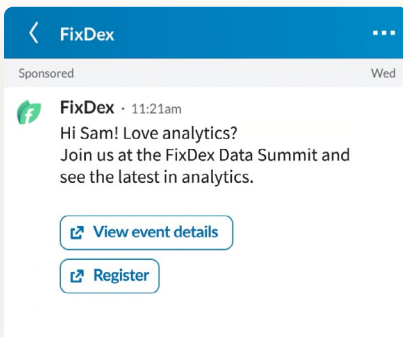 FixDex
Sponsored Wed
FixDex · 11:21am
Hi Sam! Love analytics?
Join us at the FixDex Data Summit and
see the latest in analytics.
View event details
Register